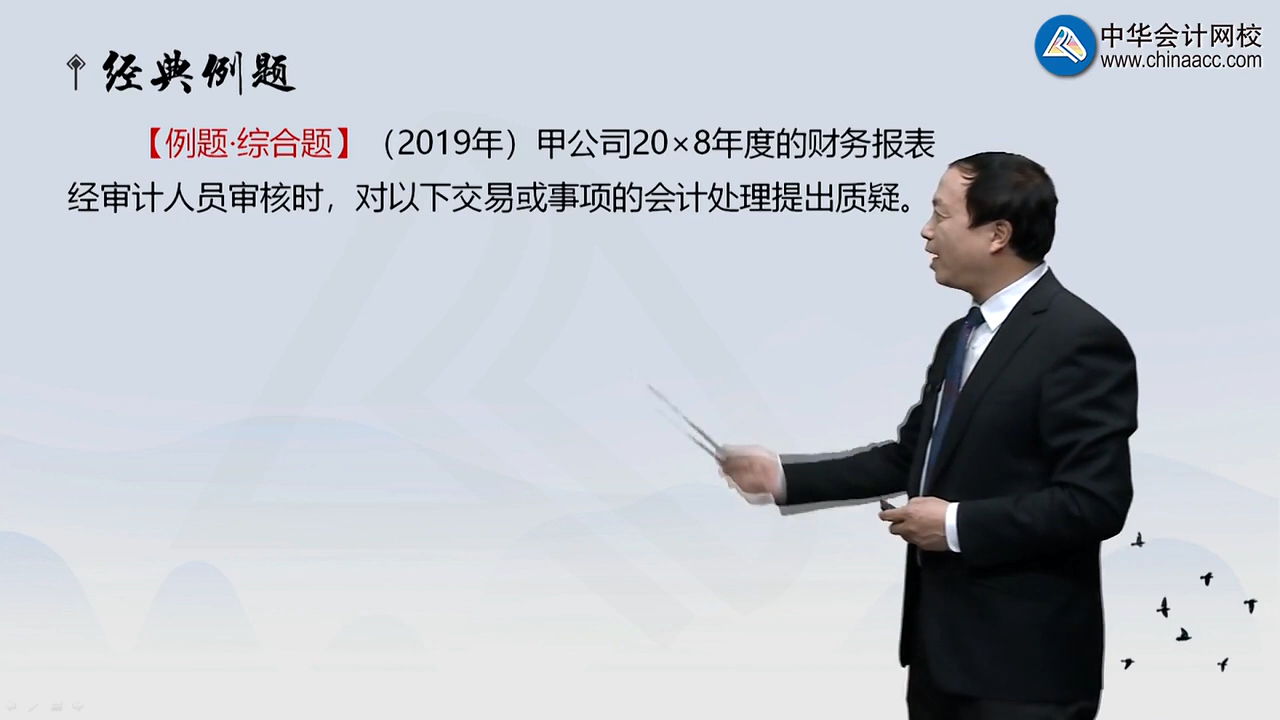 中华会计网校
www.chinaacc.com
经典例题
【例题·综合题】（2019年）甲公司20×8年度的财务报表
经审计人员审核时，对以下交易或事项的会计处理提出质疑。